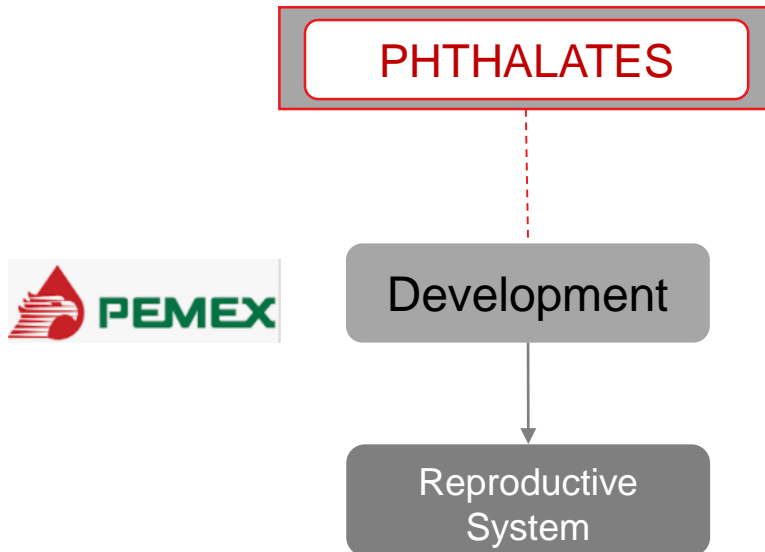 PHTHALATES
PEMEX
Development
Reproductive
System